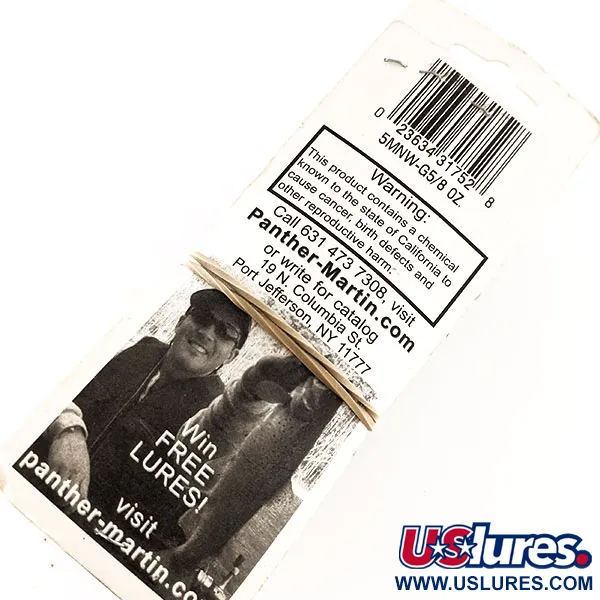 0 23634 31752 8
5MNW-G5/8 0Z
Warning:
This product contains a chemical
known to the state of California to
cause cancer, birth defects and
other reproductive harm.
Call 631 473 7308, visit
Panther-Martin.com
or write for catalog
19 N. Columbia St.
Port Jefferson, NY 11777
Win
FREE
LURES!
visit
panther-martin.co
USlures.
WWW.USLURES.COM